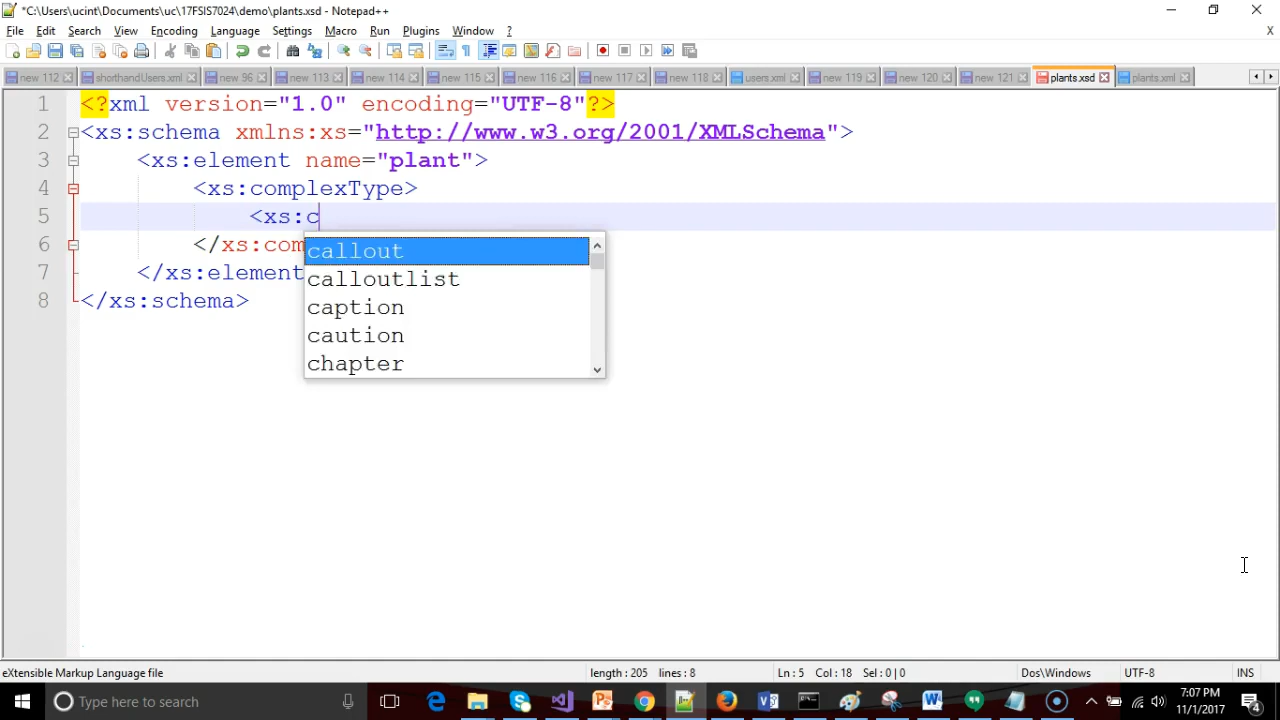 *C:\Users\ucint\Documents\uc\17FSIS7024\demo\plants.xsd - Notepad++
File Edit Search View Encoding Language Settings Macro Run Plugins Window ? X
new 112 shorthandUsers.xml new 96 new 113 new 114 new 115 new 116 new 117 new 118 users.xml new 119 new 120 new 121 plants.xsd plants.xml
1 <?xml version="1.0" encoding="UTF-8"?>
2 <xs:schema xmlns:xs="http://www.w3.org/2001/XMLSchema">
3 <xs:element name="plant">
4 <xs:complexType>
5 <xs:c
callout
6 </xs:com
calloutlist
7 </xs:element
caption
8 </xs:schema>
caution
chapter
eXtensible Markup Language file length : 205 lines : 8 Ln : 5 Col : 18 Sel : 0 | 0 Dos\Windows UTF-8 INS
Type here to search
7:07 PM
11/1/2017